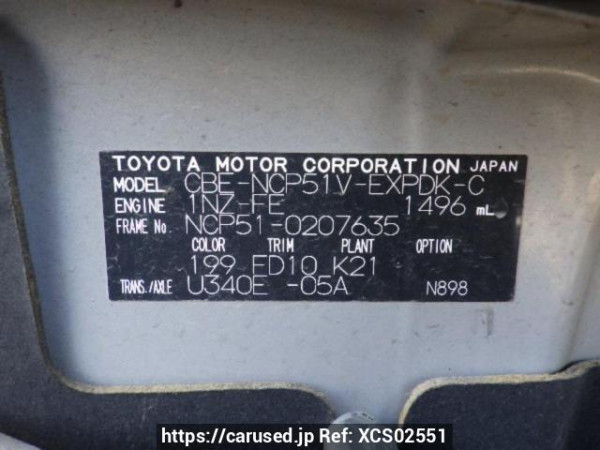 TOYOTA MOTOR CORPORATION JAPAN
MODEL CBE-NCP51V-EXPDK-C
ENGINE 1NZ-FE 1496 mL
FRAME No. NCP51-0207635
COLOR TRIM PLANT OPTION
199 FD10 K21
TRANS./AXLE U340E -05A N898
https://carused.jp Ref: XCS02551